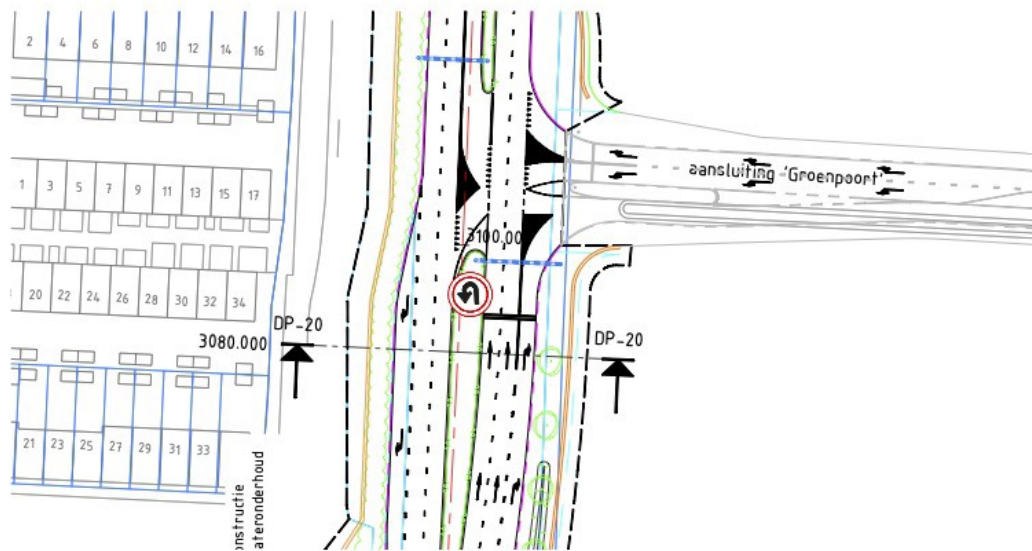 2 4 6 8 10 12 14 16
1 3 5 7 9 11 13 15 17
aansluiting 'Groenpoort'
3100.00
20 22 24 26 28 30 32 34
3080.000
DP-20
DP-20
21 23 25 27 29 31 33
onstructie
ateronderhoud